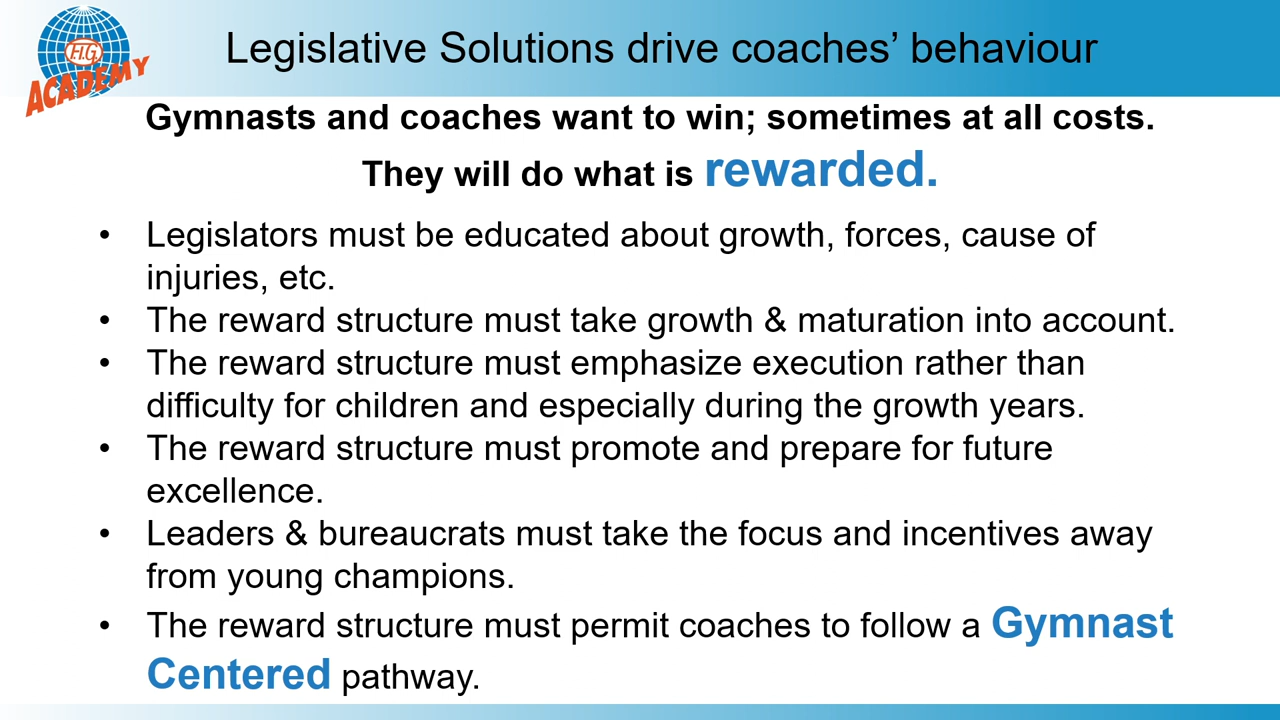 F.I.G.
ACADEMY
Legislative Solutions drive coaches’ behaviour
Gymnasts and coaches want to win; sometimes at all costs.
They will do what is rewarded.
• Legislators must be educated about growth, forces, cause of
injuries, etc.
• The reward structure must take growth & maturation into account.
• The reward structure must emphasize execution rather than
difficulty for children and especially during the growth years.
• The reward structure must promote and prepare for future
excellence.
• Leaders & bureaucrats must take the focus and incentives away
from young champions.
• The reward structure must permit coaches to follow a Gymnast
Centered pathway.